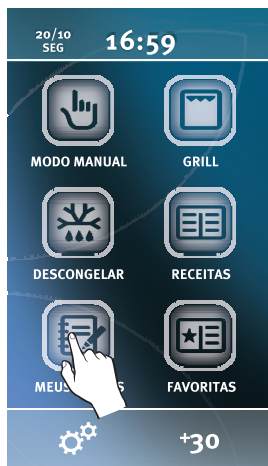 20/10
SEG
16:59
MODO MANUAL
GRILL
DESCONGELAR
RECEITAS
FAVORITAS
+30